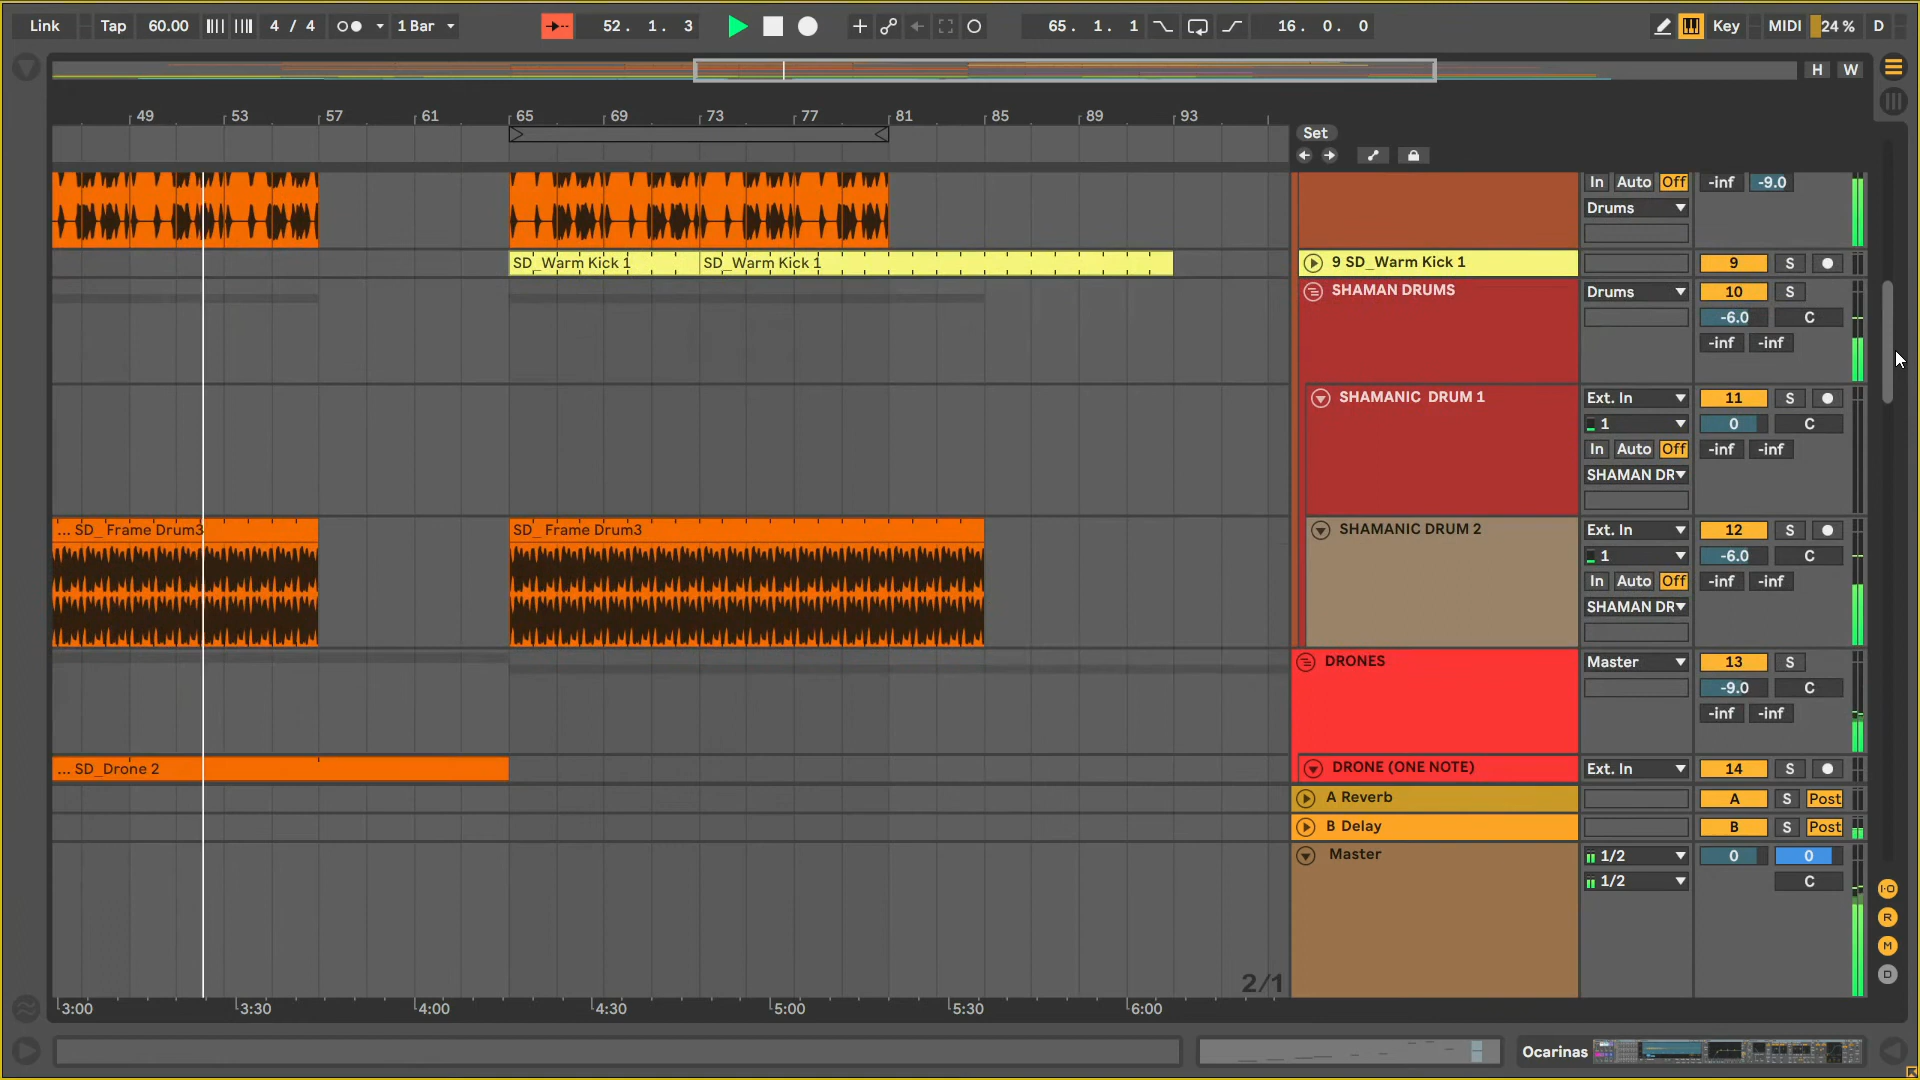 Link Tap 60.00 4 / 4 1 Bar 52. 1. 3 65. 1. 1 16. 0. 0 Key MIDI 24 % D
H W
49 53 57 61 65 69 73 77 81 85 89 93
Set
In Auto Off -inf -9.0
Drums
SD_Warm Kick 1 SD_Warm Kick 1 9 SD_Warm Kick 1 9 S
SHAMAN DRUMS Drums 10 S
-6.0 C
-inf -inf
SHAMANIC DRUM 1 Ext. In 11 S
1 0 C
In Auto Off -inf -inf
SHAMAN DR
... SD_ Frame Drum3 SD_ Frame Drum3 SHAMANIC DRUM 2 Ext. In 12 S
1 -6.0 C
In Auto Off -inf -inf
SHAMAN DR
DRONES Master 13 S
-9.0 C
-inf -inf
... SD_Drone 2 DRONE (ONE NOTE) Ext. In 14 S
A Reverb A S Post
B Delay B S Post
Master 1/2 0 0
1/2 C
I·O
R
M
D
2/1
3:00 3:30 4:00 4:30 5:00 5:30 6:00
Ocarinas